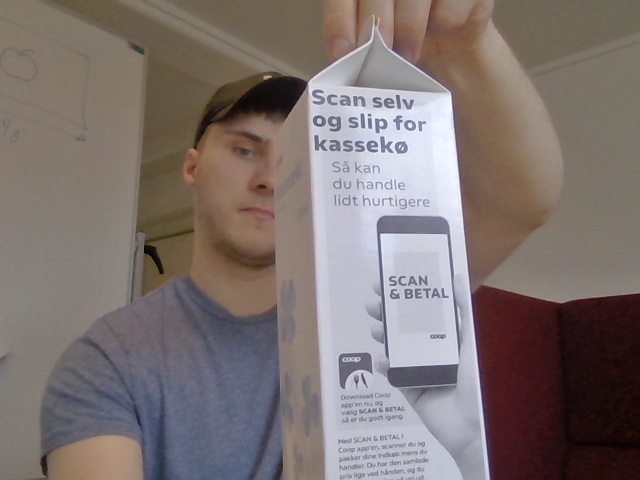 Scan selv
og slip for
kassekø
Så kan
du handle
lidt hurtigere
SCAN
& BETAL
coop
coop
Download Coop
app'en nu, og
vælg SCAN & BETAL
så er du godt igang.
Med SCAN & BETAL i
Coop app'en, scanner du og
pakker dine indkøb mens du
handler. Du har den samlede
pris lige ved hånden, og du